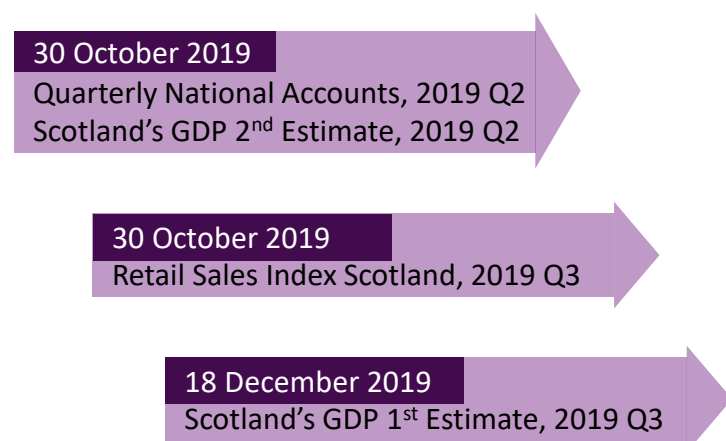 30 October 2019
Quarterly National Accounts, 2019 Q2
Scotland’s GDP 2nd Estimate, 2019 Q2
30 October 2019
Retail Sales Index Scotland, 2019 Q3
18 December 2019
Scotland’s GDP 1st Estimate, 2019 Q3